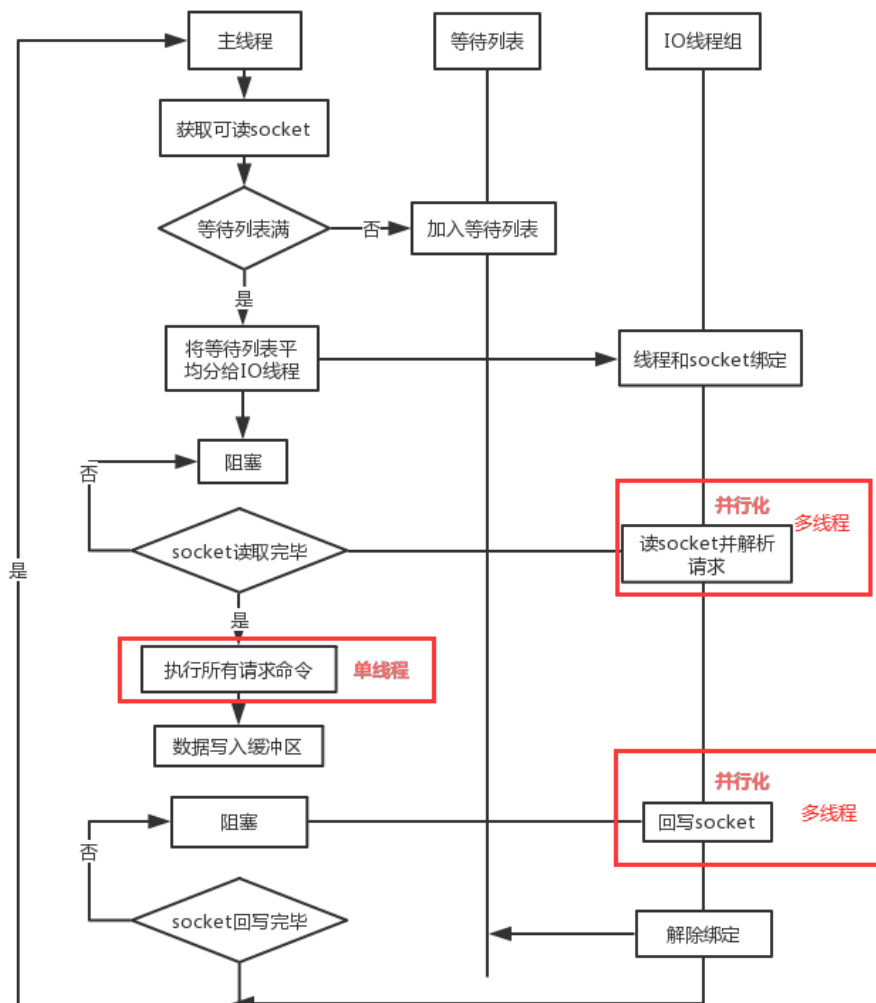 主线程
等待列表
IO线程组
获取可读socket
等待列表满
否
加入等待列表
是
将等待列表平
均分给IO线程
线程和socket绑定
阻塞
否
并行化
多线程
socket读取完毕
读socket并解析
请求
是
是
执行所有请求命令
单线程
数据写入缓冲区
并行化
多线程
阻塞
回写socket
否
socket回写完毕
解除绑定